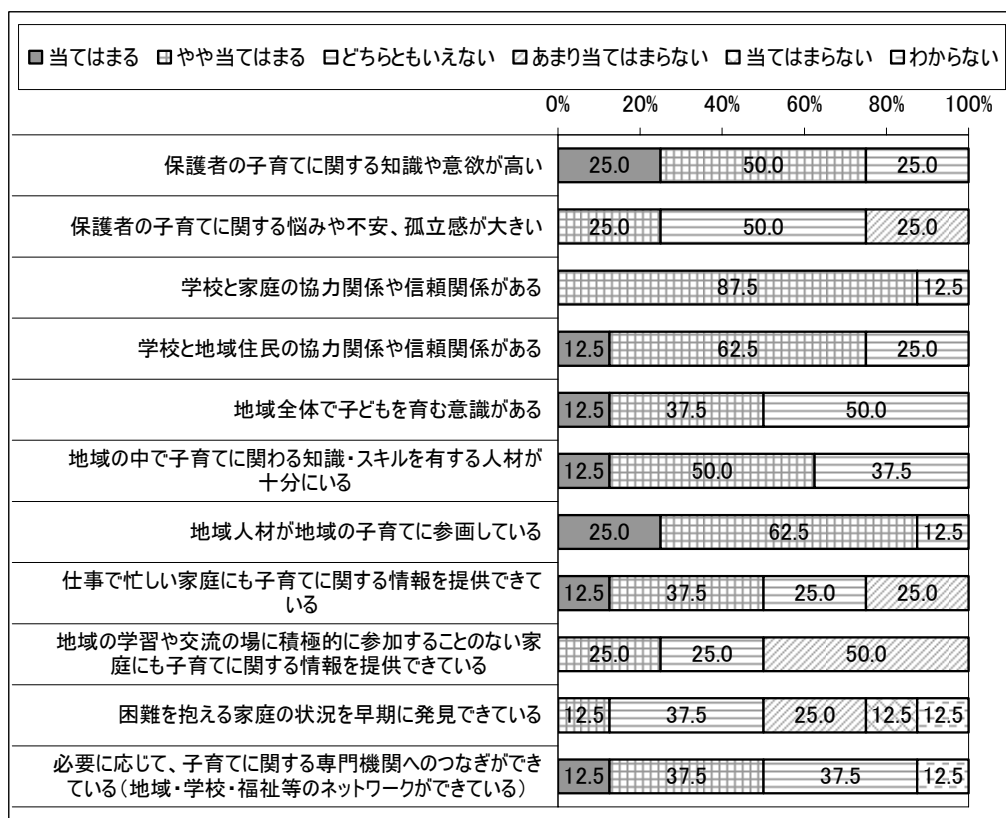 当てはまる やや当てはまる どちらともいえない あまり当てはまらない 当てはまらない わからない
0% 20% 40% 60% 80% 100%
保護者の子育てに関する知識や意欲が高い 25.0 50.0 25.0
保護者の子育てに関する悩みや不安、孤立感が大きい 25.0 50.0 25.0
学校と家庭の協力関係や信頼関係がある 87.5 12.5
学校と地域住民の協力関係や信頼関係がある 12.5 62.5 25.0
地域全体で子どもを育む意識がある 12.5 37.5 50.0
地域の中で子育てに関わる知識・スキルを有する人材が
十分にいる 12.5 50.0 37.5
地域人材が地域の子育てに参画している 25.0 62.5 12.5
仕事で忙しい家庭にも子育てに関する情報を提供できて
いる 12.5 37.5 25.0 25.0
地域の学習や交流の場に積極的に参加することのない家
庭にも子育てに関する情報を提供できている 25.0 25.0 50.0
困難を抱える家庭の状況を早期に発見できている 12.5 37.5 25.0 12.5 12.5
必要に応じて、子育てに関する専門機関へのつなぎができ
ている(地域・学校・福祉等のネットワークができている) 12.5 37.5 37.5 12.5